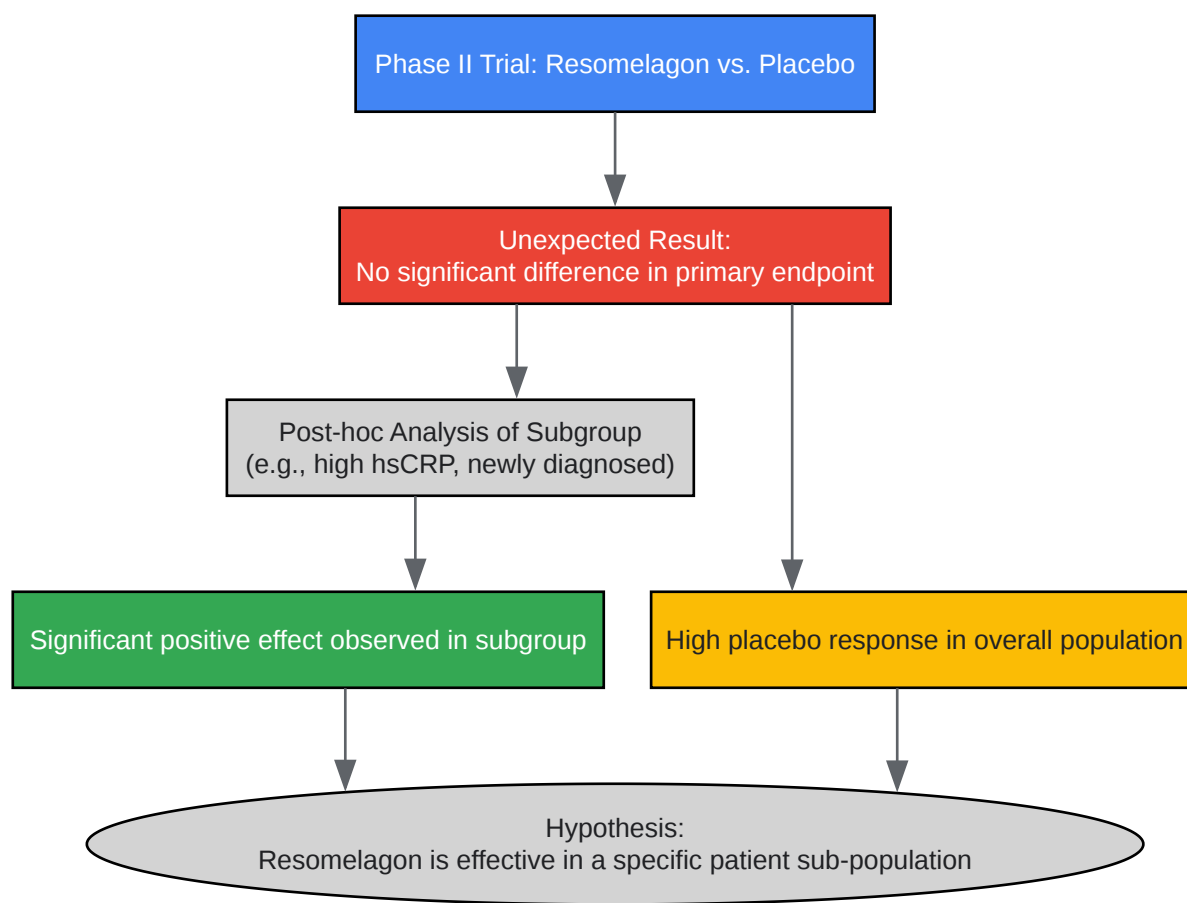 Phase II Trial: Resomelagon vs. Placebo
Unexpected Result:
No significant difference in primary endpoint
Post-hoc Analysis of Subgroup
(e.g., high hsCRP, newly diagnosed)
Significant positive effect observed in subgroup
High placebo response in overall population
Hypothesis:
Resomelagon is effective in a specific patient sub-population